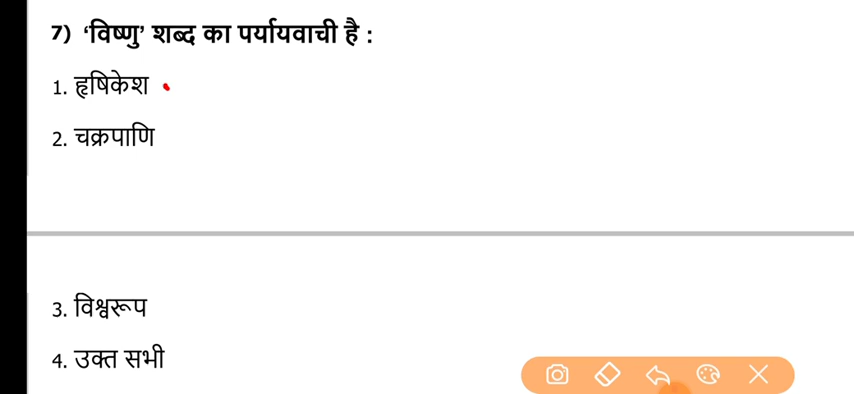 7) ‘विष्णु’ शब्द का पर्यायवाची है :
1. हृषिकेश
2. चक्रपाणि
3. विश्वरूप
4. उक्त सभी